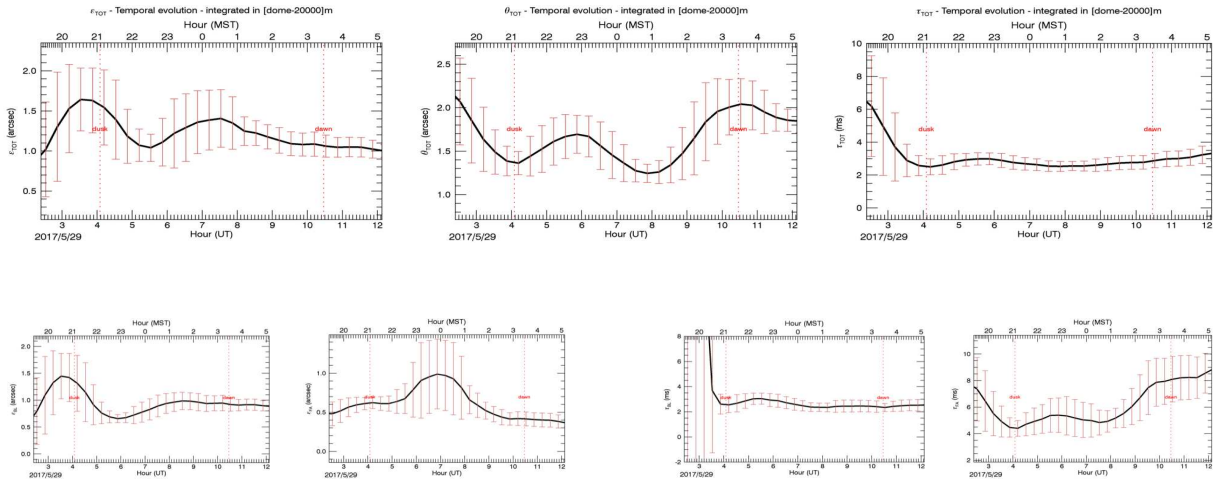 ε_TOT - Temporal evolution - integrated in [dome-20000]m
Hour (MST)
20 21 22 23 0 1 2 3 4 5
2.0
1.5
1.0
0.5
ε_TOT (arcsec)
dusk
dawn
3 4 5 6 7 8 9 10 11 12
2017/5/29
Hour (UT)
θ_TOT - Temporal evolution - integrated in [dome-20000]m
Hour (MST)
20 21 22 23 0 1 2 3 4 5
2.5
2.0
1.5
1.0
θ_TOT (arcsec)
dusk
dawn
3 4 5 6 7 8 9 10 11 12
2017/5/29
Hour (UT)
τ_TOT - Temporal evolution - integrated in [dome-20000]m
Hour (MST)
20 21 22 23 0 1 2 3 4 5
10
8
6
4
2
0
τ_TOT (ms)
dusk
dawn
3 4 5 6 7 8 9 10 11 12
2017/5/29
Hour (UT)
Hour (MST)
20 21 22 23 0 1 2 3 4 5
2.0
1.5
1.0
0.5
0.0
(arcsec)
dusk
dawn
3 4 5 6 7 8 9 10 11 12
2017/5/29
Hour (UT)
Hour (MST)
20 21 22 23 0 1 2 3 4 5
1.0
0.5
0.0
(arcsec)
dusk
dawn
3 4 5 6 7 8 9 10 11 12
2017/5/29
Hour (UT)
Hour (MST)
20 21 22 23 0 1 2 3 4 5
8
6
4
2
0
-2
(ms)
dusk
dawn
3 4 5 6 7 8 9 10 11 12
2017/5/29
Hour (UT)
Hour (MST)
20 21 22 23 0 1 2 3 4 5
10
8
6
4
2
(ms)
dusk
dawn
3 4 5 6 7 8 9 10 11 12
2017/5/29
Hour (UT)